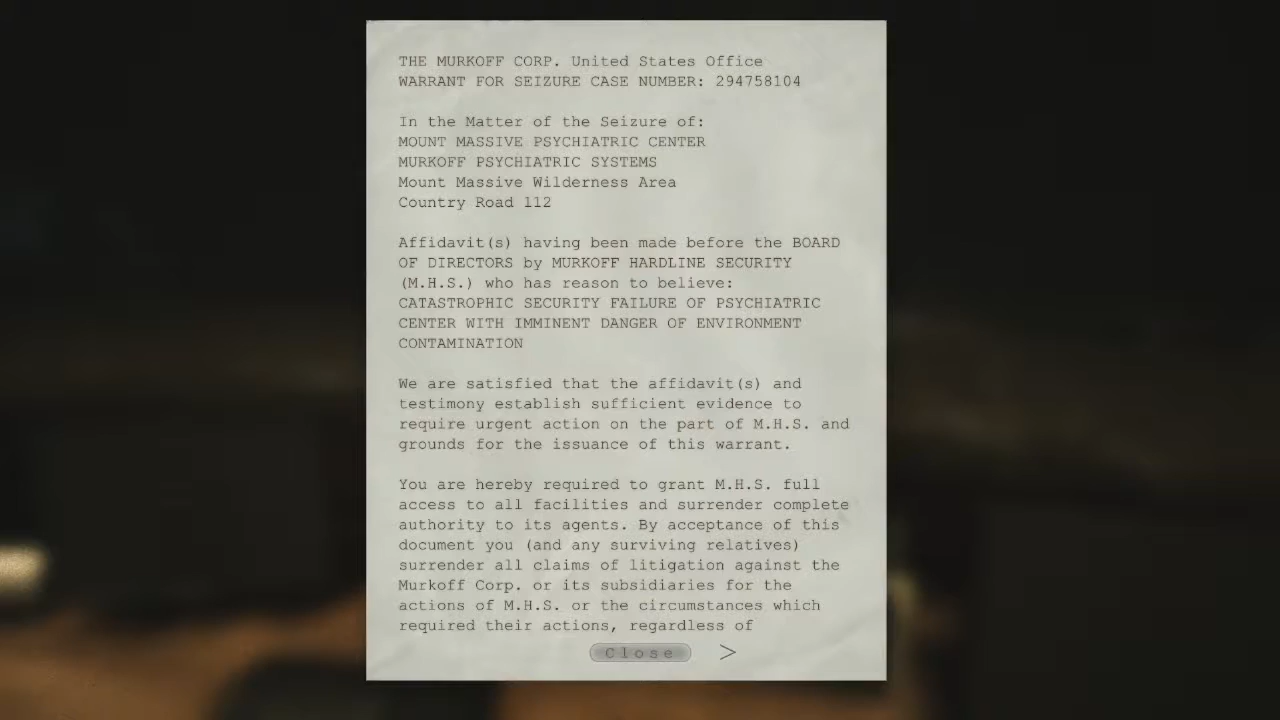 THE MURKOFF CORP. United States Office
WARRANT FOR SEIZURE CASE NUMBER: 294758104
In the Matter of the Seizure of:
MOUNT MASSIVE PSYCHIATRIC CENTER
MURKOFF PSYCHIATRIC SYSTEMS
Mount Massive Wilderness Area
Country Road 112
Affidavit(s) having been made before the BOARD
OF DIRECTORS by MURKOFF HARDLINE SECURITY
(M.H.S.) who has reason to believe:
CATASTROPHIC SECURITY FAILURE OF PSYCHIATRIC
CENTER WITH IMMINENT DANGER OF ENVIRONMENT
CONTAMINATION
We are satisfied that the affidavit(s) and
testimony establish sufficient evidence to
require urgent action on the part of M.H.S. and
grounds for the issuance of this warrant.
You are hereby required to grant M.H.S. full
access to all facilities and surrender complete
authority to its agents. By acceptance of this
document you (and any surviving relatives)
surrender all claims of litigation against the
Murkoff Corp. or its subsidiaries for the
actions of M.H.S. or the circumstances which
required their actions, regardless of
Close >